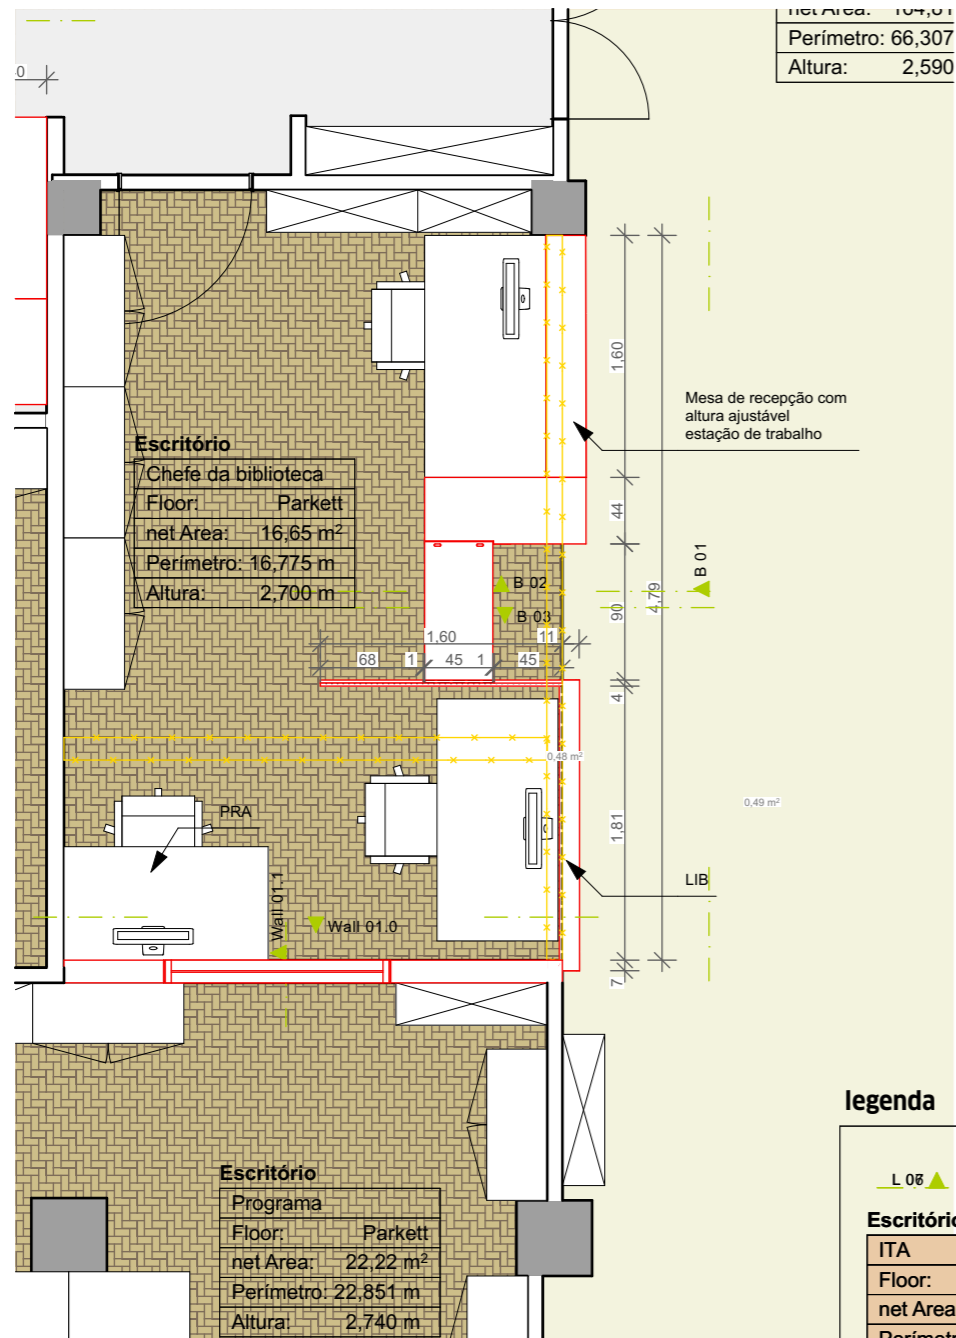 Perímetro: 66,307
Altura: 2,590
Mesa de recepção com
altura ajustável
estação de trabalho
1,60
44
90
4,79
4
1,81
7
B 01
Escritório
Chefe da biblioteca
Floor: Parkett
net Area: 16,65 m²
Perímetro: 16,775 m
Altura: 2,700 m
B 02
B 03
1,60 11
68 1 45 1 45
0,48 m²
0,49 m²
PRA
LIB
Wall 01.1
Wall 01.0
Escritório
Programa
Floor: Parkett
net Area: 22,22 m²
Perímetro: 22,851 m
Altura: 2,740 m
legenda
Escritório
ITA
Floor:
net Area